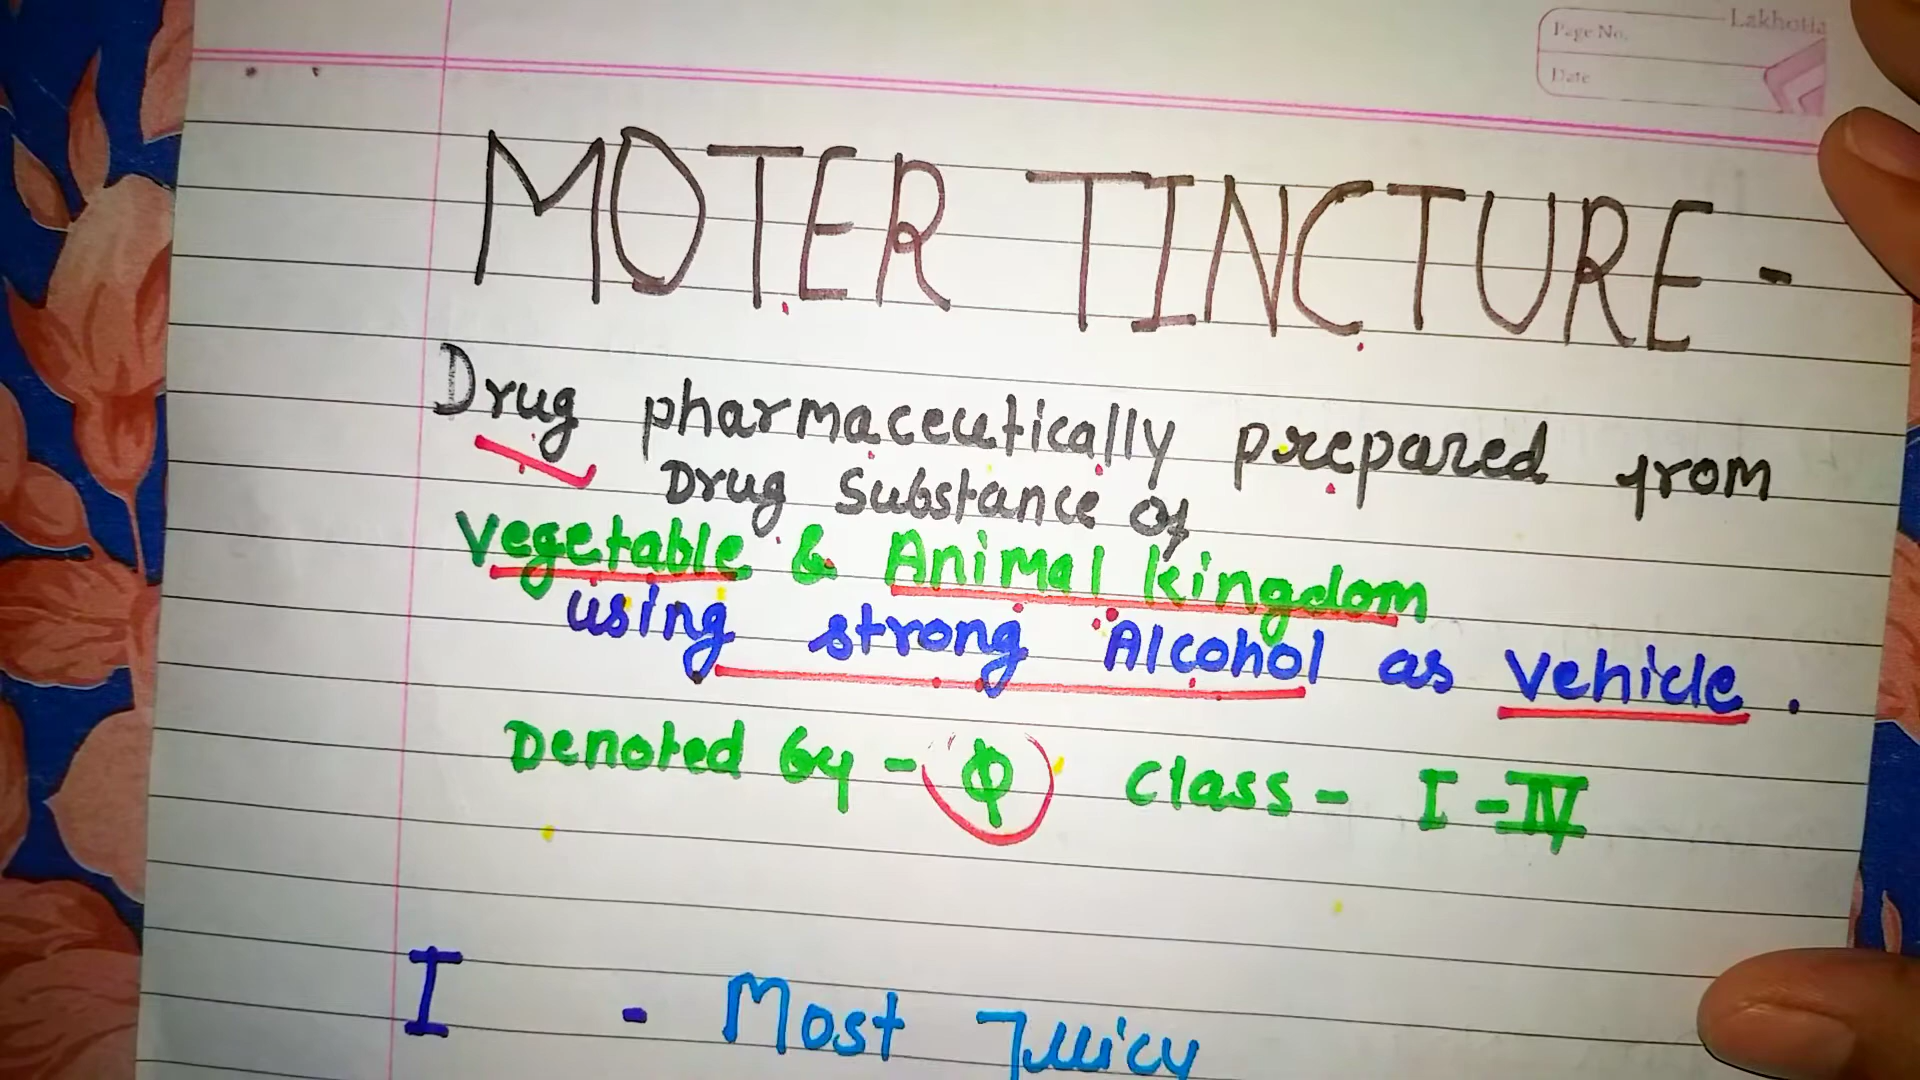 Lakhotia
Page No.
Date
MOTER TINCTURE -
Drug pharmaceutically prepared from
Drug Substance of
vegetable & Animal kingdom
using strong Alcohol as vehicle.
Denoted by - Φ Class - I - IV
I - Most Juicy